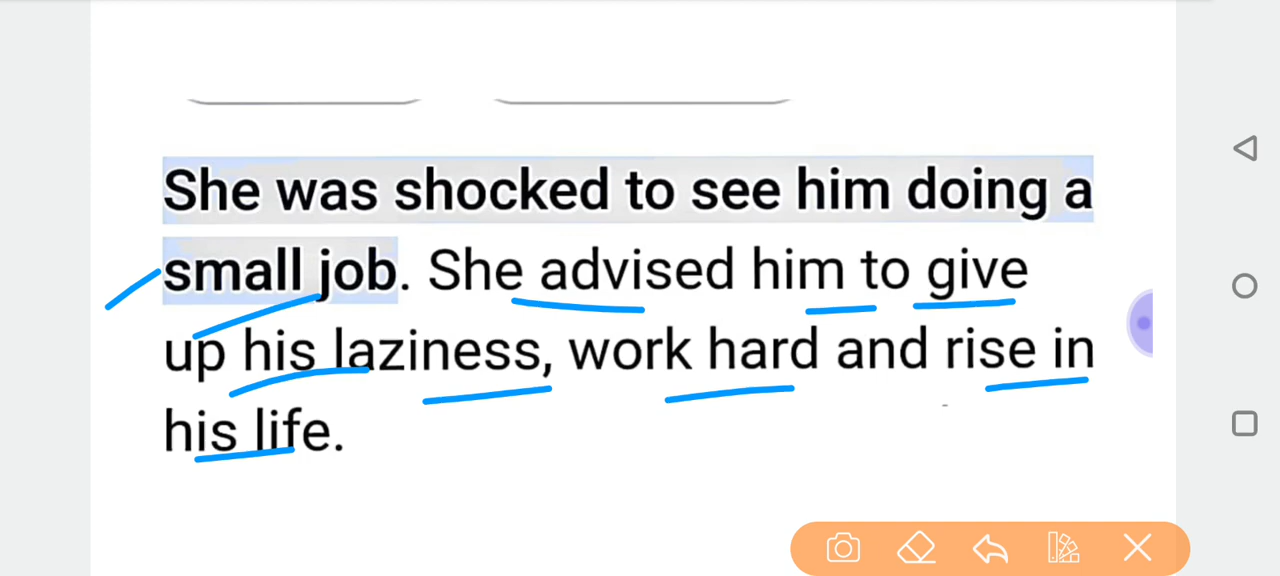 She was shocked to see him doing a
small job. She advised him to give
up his laziness, work hard and rise in
his life.